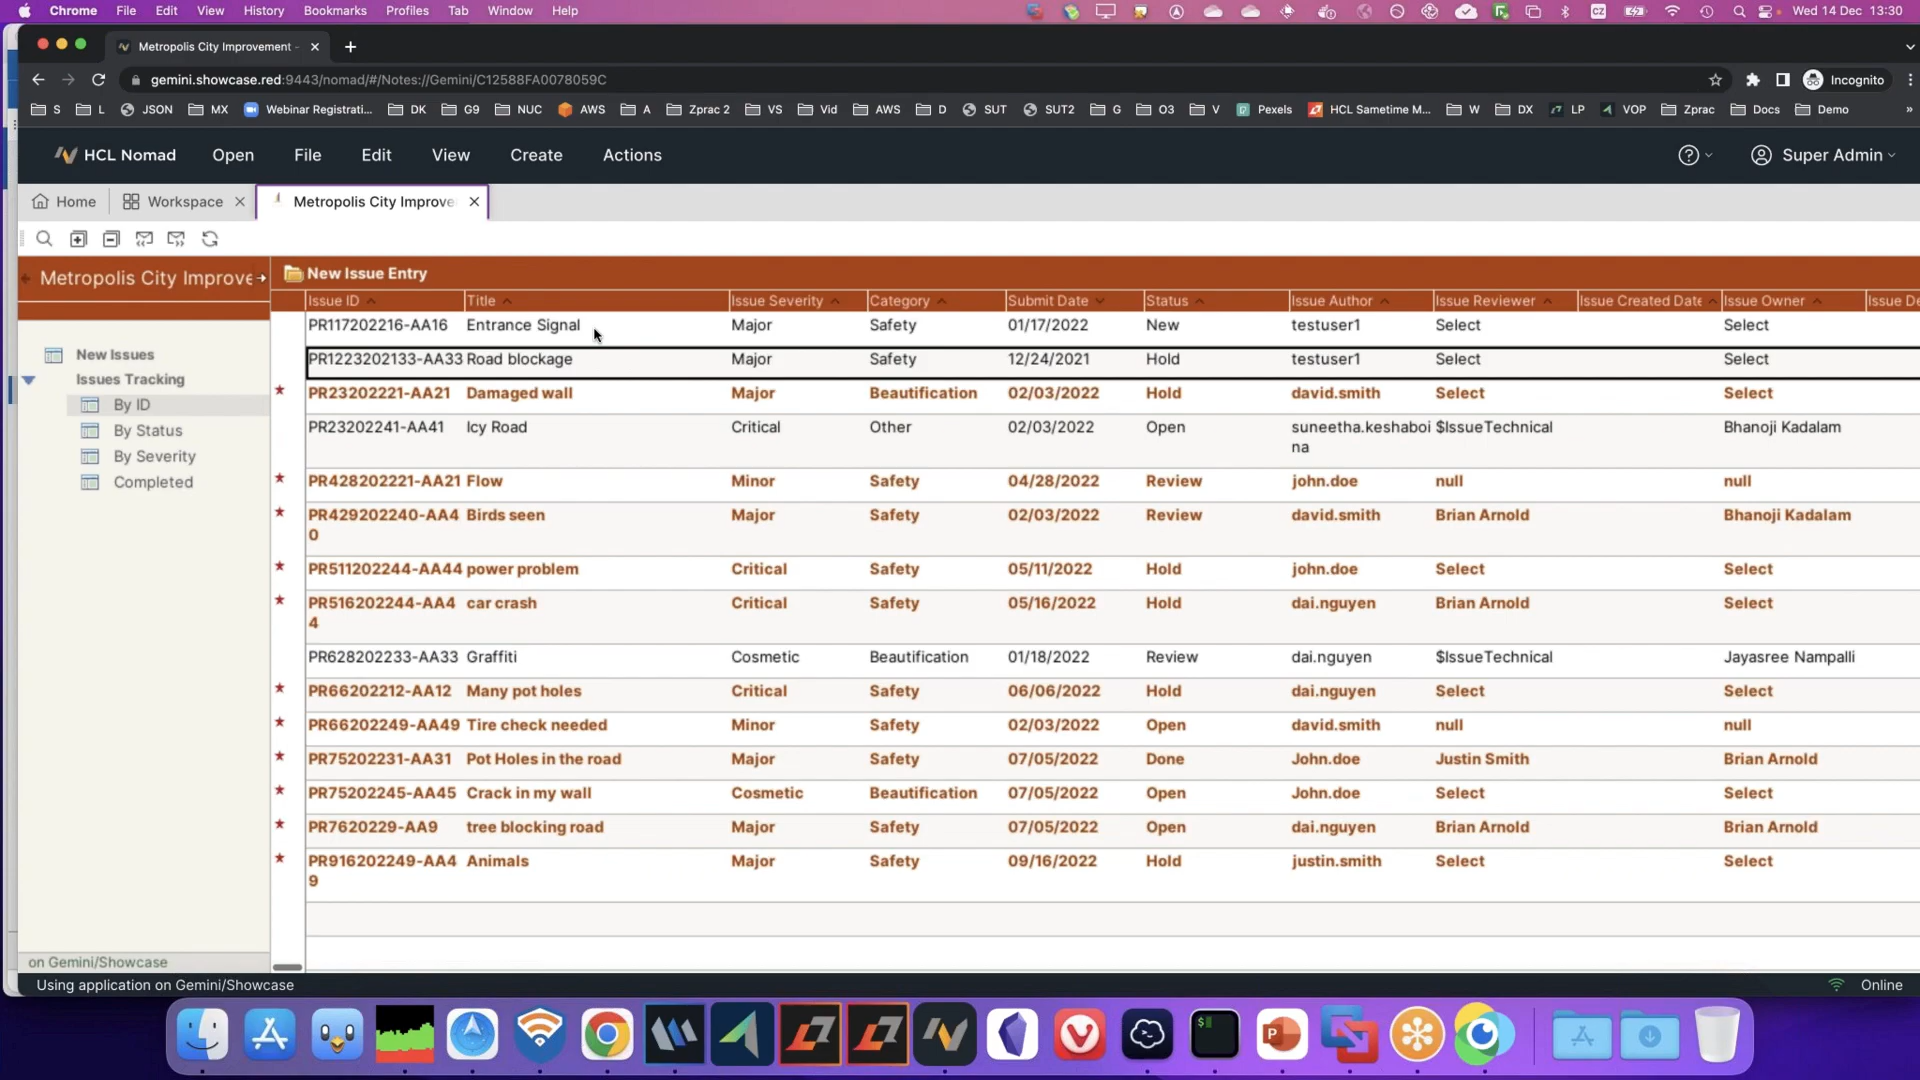 Chrome File Edit View History Bookmarks Profiles Tab Window Help CZ Wed 14 Dec 13:30
Metropolis City Improvement -
gemini.showcase.red:9443/nomad/#/Notes://Gemini/C12588FA0078059C Incognito
S L JSON MX Webinar Registrati... DK G9 NUC AWS A Zprac 2 VS Vid AWS D SUT SUT2 G O3 V Pexels HCL Sametime M... W DX LP VOP Zprac Docs Demo »
HCL Nomad Open File Edit View Create Actions Super Admin
Home Workspace Metropolis City Improve
Metropolis City Improve
New Issue Entry
Issue ID Title Issue Severity Category Submit Date Status Issue Author Issue Reviewer Issue Created Date Issue Owner Issue De
PR117202216-AA16 Entrance Signal Major Safety 01/17/2022 New testuser1 Select Select
PR1223202133-AA33 Road blockage Major Safety 12/24/2021 Hold testuser1 Select Select
PR23202221-AA21 Damaged wall Major Beautification 02/03/2022 Hold david.smith Select Select
PR23202241-AA41 Icy Road Critical Other 02/03/2022 Open suneetha.keshaboi $IssueTechnical Bhanoji Kadalam
na
PR428202221-AA21 Flow Minor Safety 04/28/2022 Review john.doe null null
PR429202240-AA4 Birds seen Major Safety 02/03/2022 Review david.smith Brian Arnold Bhanoji Kadalam
0
PR511202244-AA44 power problem Critical Safety 05/11/2022 Hold john.doe Select Select
PR516202244-AA4 car crash Critical Safety 05/16/2022 Hold dai.nguyen Brian Arnold Select
4
PR628202233-AA33 Graffiti Cosmetic Beautification 01/18/2022 Review dai.nguyen $IssueTechnical Jayasree Nampalli
PR66202212-AA12 Many pot holes Critical Safety 06/06/2022 Hold dai.nguyen Select Select
PR66202249-AA49 Tire check needed Minor Safety 02/03/2022 Open david.smith null null
PR75202231-AA31 Pot Holes in the road Major Safety 07/05/2022 Done John.doe Justin Smith Brian Arnold
PR75202245-AA45 Crack in my wall Cosmetic Beautification 07/05/2022 Open John.doe Select Select
PR7620229-AA9 tree blocking road Major Safety 07/05/2022 Open dai.nguyen Brian Arnold Brian Arnold
PR916202249-AA4 Animals Major Safety 09/16/2022 Hold justin.smith Select Select
9
New Issues
Issues Tracking
By ID
By Status
By Severity
Completed
on Gemini/Showcase
Using application on Gemini/Showcase Online